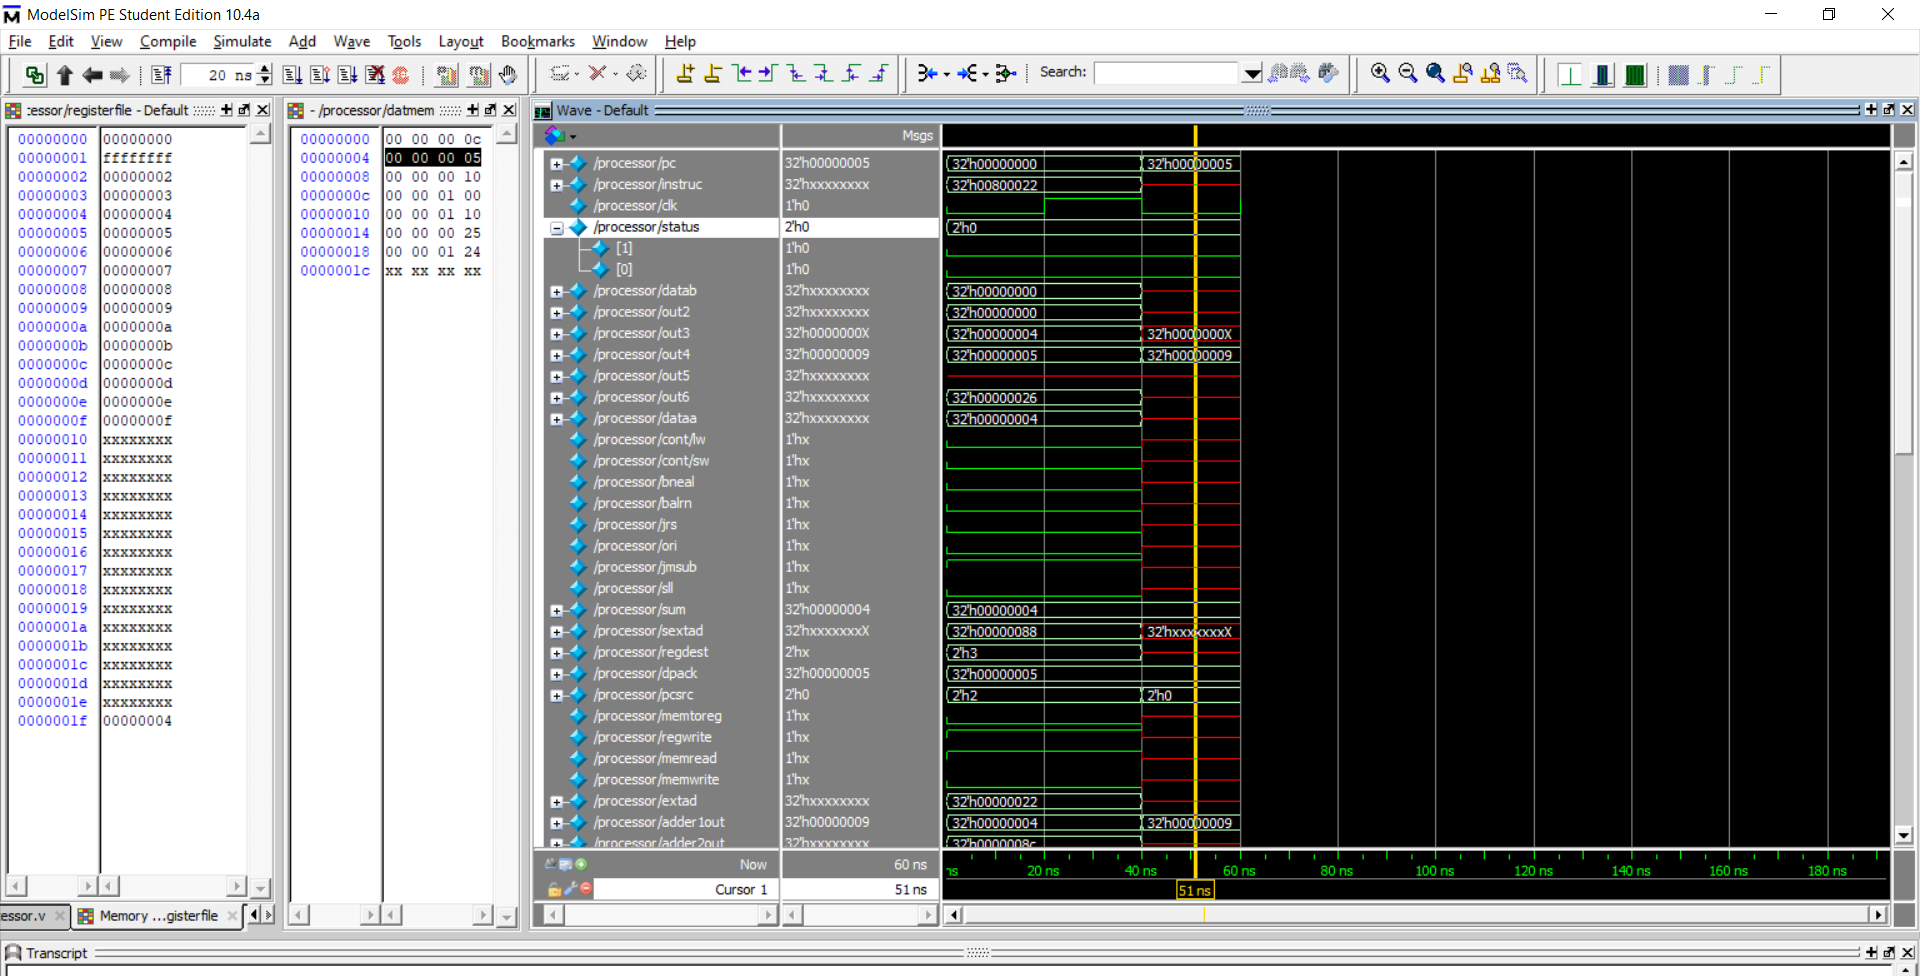 ModelSim PE Student Edition 10.4a
File Edit View Compile Simulate Add Wave Tools Layout Bookmarks Window Help
20 ns Search:
:essor/registerfile - Default
00000000 00000000
00000001 ffffffff
00000002 00000002
00000003 00000003
00000004 00000004
00000005 00000005
00000006 00000006
00000007 00000007
00000008 00000008
00000009 00000009
0000000a 0000000a
0000000b 0000000b
0000000c 0000000c
0000000d 0000000d
0000000e 0000000e
0000000f 0000000f
00000010 xxxxxxxx
00000011 xxxxxxxx
00000012 xxxxxxxx
00000013 xxxxxxxx
00000014 xxxxxxxx
00000015 xxxxxxxx
00000016 xxxxxxxx
00000017 xxxxxxxx
00000018 xxxxxxxx
00000019 xxxxxxxx
0000001a xxxxxxxx
0000001b xxxxxxxx
0000001c xxxxxxxx
0000001d xxxxxxxx
0000001e xxxxxxxx
0000001f 00000004
essor.v Memory ...gisterfile
- /processor/datmem
00000000 00 00 00 0c
00000004 00 00 00 05
00000008 00 00 00 10
0000000c 00 00 01 00
00000010 00 00 01 10
00000014 00 00 00 25
00000018 00 00 01 24
0000001c xx xx xx xx
Wave - Default
Msgs
/processor/pc 32'h00000005 32'h00000000 32'h00000005
/processor/instruc 32'hxxxxxxxx 32'h00800022
/processor/clk 1'h0
/processor/status 2'h0 2'h0
[1] 1'h0
[0] 1'h0
/processor/datab 32'hxxxxxxxx 32'h00000000
/processor/out2 32'hxxxxxxxx 32'h00000000
/processor/out3 32'h0000000X 32'h00000004 32'h0000000X
/processor/out4 32'h00000009 32'h00000005 32'h00000009
/processor/out5 32'hxxxxxxxx
/processor/out6 32'hxxxxxxxx 32'h00000026
/processor/dataa 32'hxxxxxxxx 32'h00000004
/processor/cont/lw 1'hx
/processor/cont/sw 1'hx
/processor/bneal 1'hx
/processor/balrn 1'hx
/processor/jrs 1'hx
/processor/ori 1'hx
/processor/jmsub 1'hx
/processor/sll 1'hx
/processor/sum 32'h00000004 32'h00000004
/processor/sextad 32'hxxxxxxxX 32'h00000088 32'hxxxxxxxX
/processor/regdest 2'hx 2'h3
/processor/dpack 32'h00000005 32'h00000005
/processor/pcsrc 2'h0 2'h2 2'h0
/processor/memtoreg 1'hx
/processor/regwrite 1'hx
/processor/memread 1'hx
/processor/memwrite 1'hx
/processor/extad 32'hxxxxxxxx 32'h00000022
/processor/adder1out 32'h00000009 32'h00000004 32'h00000009
/processor/adder2out 32'hxxxxxxxx 32'h0000008c
Now 60 ns ns 20 ns 40 ns 60 ns 80 ns 100 ns 120 ns 140 ns 160 ns 180 ns
Cursor 1 51 ns 51 ns
Transcript